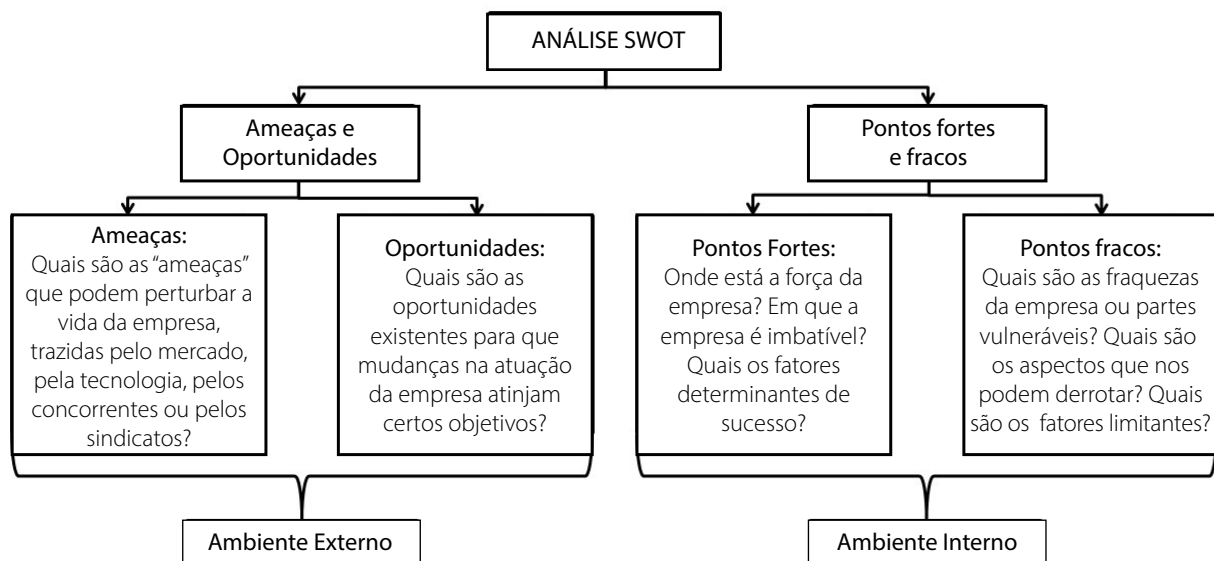 ANÁLISE SWOT
Ameaças e
Oportunidades
Pontos fortes
e fracos
Ameaças:
Quais são as “ameaças”
que podem perturbar a
vida da empresa,
trazidas pelo mercado,
pela tecnologia, pelos
concorrentes ou pelos
sindicatos?
Oportunidades:
Quais são as
oportunidades
existentes para que
mudanças na atuação
da empresa atinjam
certos objetivos?
Pontos Fortes:
Onde está a força da
empresa? Em que a
empresa é imbatível?
Quais os fatores
determinantes de
sucesso?
Pontos fracos:
Quais são as fraquezas
da empresa ou partes
vulneráveis? Quais são
os aspectos que nos
podem derrotar? Quais
são os fatores limitantes?
Ambiente Externo
Ambiente Interno